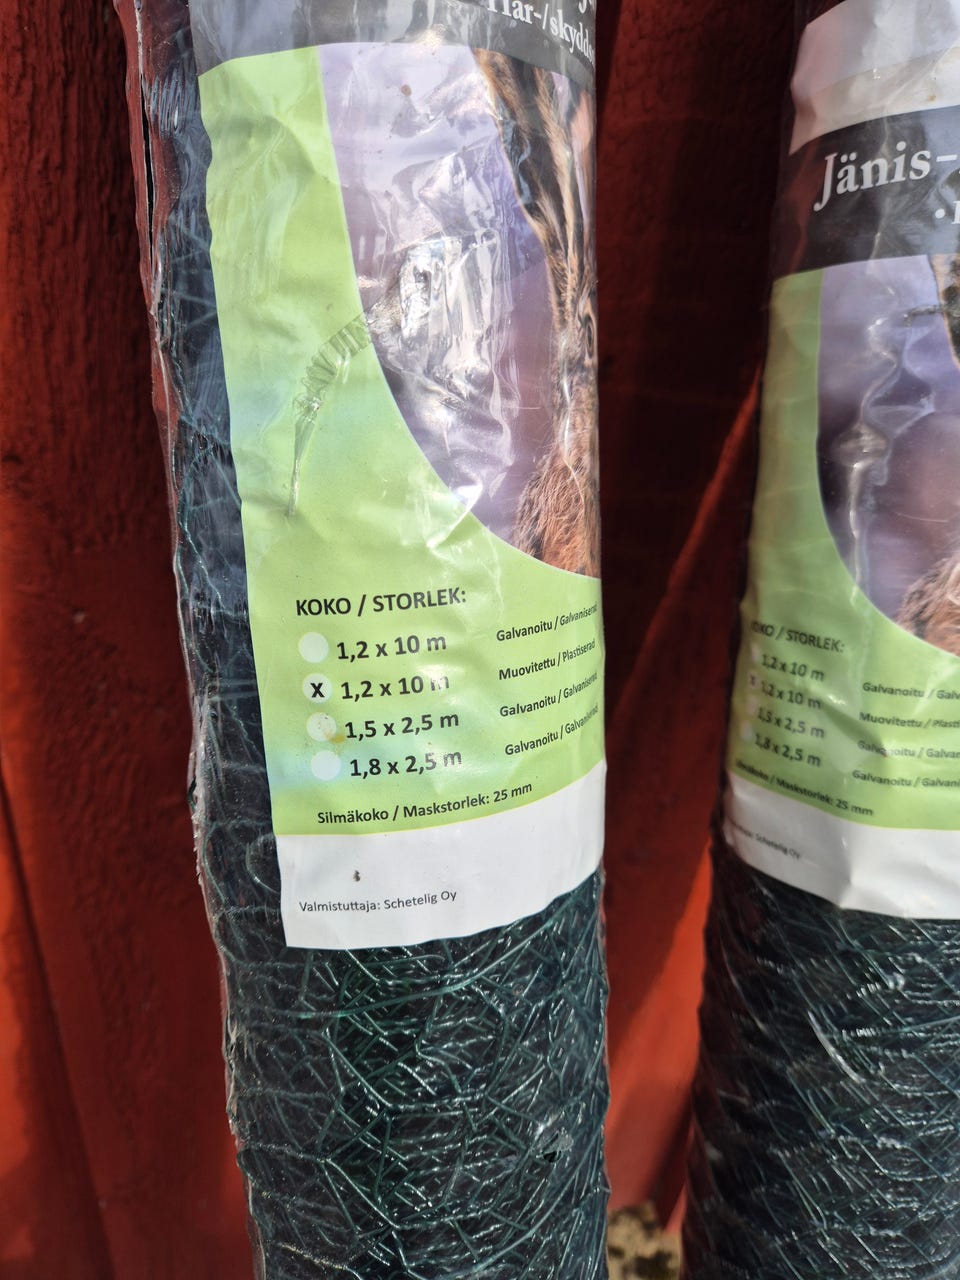 Har-/skydds
KOKO / STORLEK:
1,2 x 10 m Galvanoitu / Galvaniserad
X 1,2 x 10 m Muovitettu / Plastiserad
1,5 x 2,5 m Galvanoitu / Galvaniserad
1,8 x 2,5 m Galvanoitu / Galvaniserad
Silmäkoko / Maskstorlek: 25 mm
Valmistuttaja: Schetelig Oy
Jänis-
KOKO / STORLEK:
1,2 x 10 m Galvanoitu / Galv
x 1,2 x 10 m Muovitettu / Plasti
1,5 x 2,5 m Galvanoitu / Galva
1,8 x 2,5 m Galvanoitu / Galvani
Silmäkoko / Maskstorlek: 25 mm
Schetelig Oy